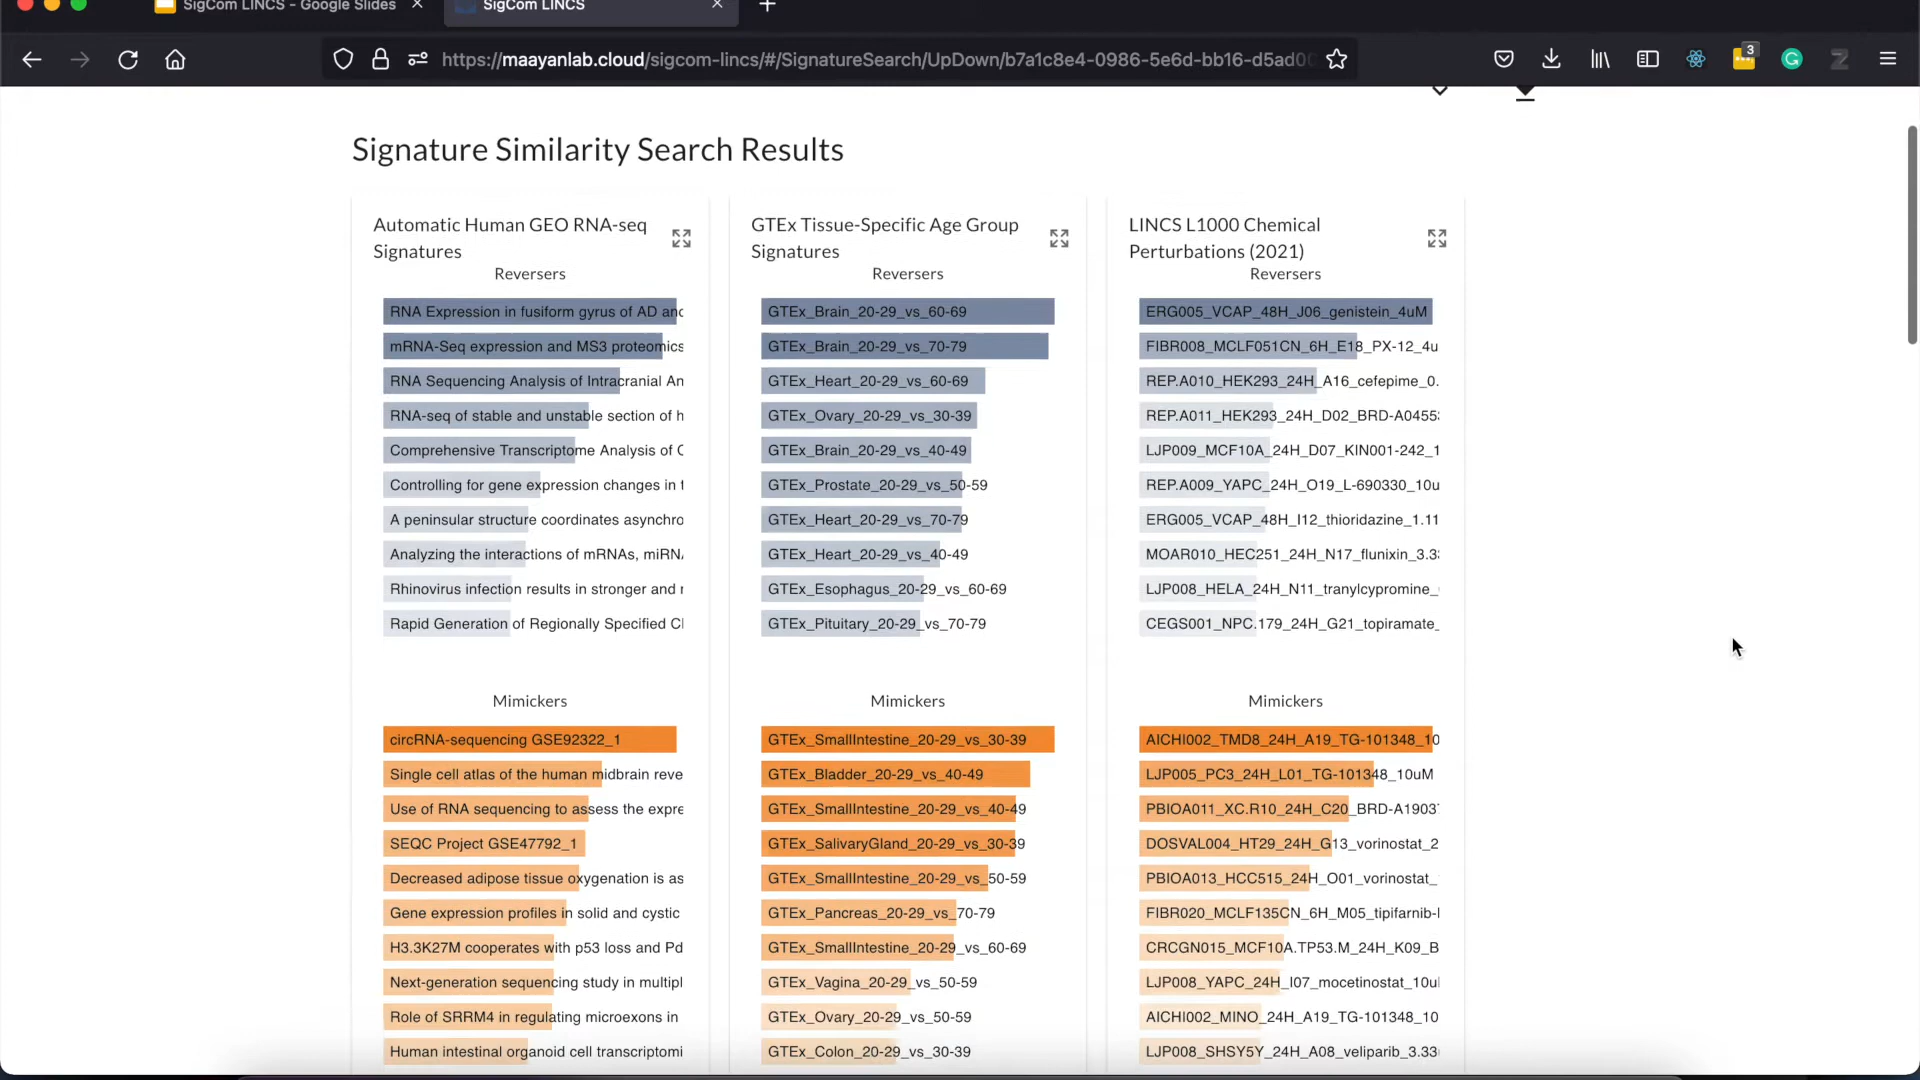 SigCom LINCS - Google Slides
SigCom LINCS
https://maayanlab.cloud/sigcom-lincs/#/SignatureSearch/UpDown/b7a1c8e4-0986-5e6d-bb16-d5ad00
3
Signature Similarity Search Results
Automatic Human GEO RNA-seq
Signatures
Reversers
RNA Expression in fusiform gyrus of AD and
mRNA-Seq expression and MS3 proteomics
RNA Sequencing Analysis of Intracranial An
RNA-seq of stable and unstable section of h
Comprehensive Transcriptome Analysis of C
Controlling for gene expression changes in t
A peninsular structure coordinates asynchro
Analyzing the interactions of mRNAs, miRN
Rhinovirus infection results in stronger and r
Rapid Generation of Regionally Specified C
Mimickers
circRNA-sequencing GSE92322_1
Single cell atlas of the human midbrain reve
Use of RNA sequencing to assess the expre
SEQC Project GSE47792_1
Decreased adipose tissue oxygenation is as
Gene expression profiles in solid and cystic
H3.3K27M cooperates with p53 loss and Pd
Next-generation sequencing study in multipl
Role of SRRM4 in regulating microexons in
Human intestinal organoid cell transcriptomi
GTEx Tissue-Specific Age Group
Signatures
Reversers
GTEx_Brain_20-29_vs_60-69
GTEx_Brain_20-29_vs_70-79
GTEx_Heart_20-29_vs_60-69
GTEx_Ovary_20-29_vs_30-39
GTEx_Brain_20-29_vs_40-49
GTEx_Prostate_20-29_vs_50-59
GTEx_Heart_20-29_vs_70-79
GTEx_Heart_20-29_vs_40-49
GTEx_Esophagus_20-29_vs_60-69
GTEx_Pituitary_20-29_vs_70-79
Mimickers
GTEx_SmallIntestine_20-29_vs_30-39
GTEx_Bladder_20-29_vs_40-49
GTEx_SmallIntestine_20-29_vs_40-49
GTEx_SalivaryGland_20-29_vs_30-39
GTEx_SmallIntestine_20-29_vs_50-59
GTEx_Pancreas_20-29_vs_70-79
GTEx_SmallIntestine_20-29_vs_60-69
GTEx_Vagina_20-29_vs_50-59
GTEx_Ovary_20-29_vs_50-59
GTEx_Colon_20-29_vs_30-39
LINCS L1000 Chemical
Perturbations (2021)
Reversers
ERG005_VCAP_48H_J06_genistein_4uM
FIBR008_MCLF051CN_6H_E18_PX-12_4u
REP.A010_HEK293_24H_A16_cefepime_0.
REP.A011_HEK293_24H_D02_BRD-A0455
LJP009_MCF10A_24H_D07_KIN001-242_1
REP.A009_YAPC_24H_O19_L-690330_10u
ERG005_VCAP_48H_I12_thioridazine_1.11
MOAR010_HEC251_24H_N17_flunixin_3.3
LJP008_HELA_24H_N11_tranylcypromine_
CEGS001_NPC.179_24H_G21_topiramate_
Mimickers
AICHI002_TMD8_24H_A19_TG-101348_10
LJP005_PC3_24H_L01_TG-101348_10uM
PBIOA011_XC.R10_24H_C20_BRD-A1903
DOSVAL004_HT29_24H_G13_vorinostat_2
PBIOA013_HCC515_24H_O01_vorinostat_
FIBR020_MCLF135CN_6H_M05_tipifarnib-
CRCGN015_MCF10A.TP53.M_24H_K09_B
LJP008_YAPC_24H_I07_mocetinostat_10u
AICHI002_MINO_24H_A19_TG-101348_10
LJP008_SHSY5Y_24H_A08_veliparib_3.33